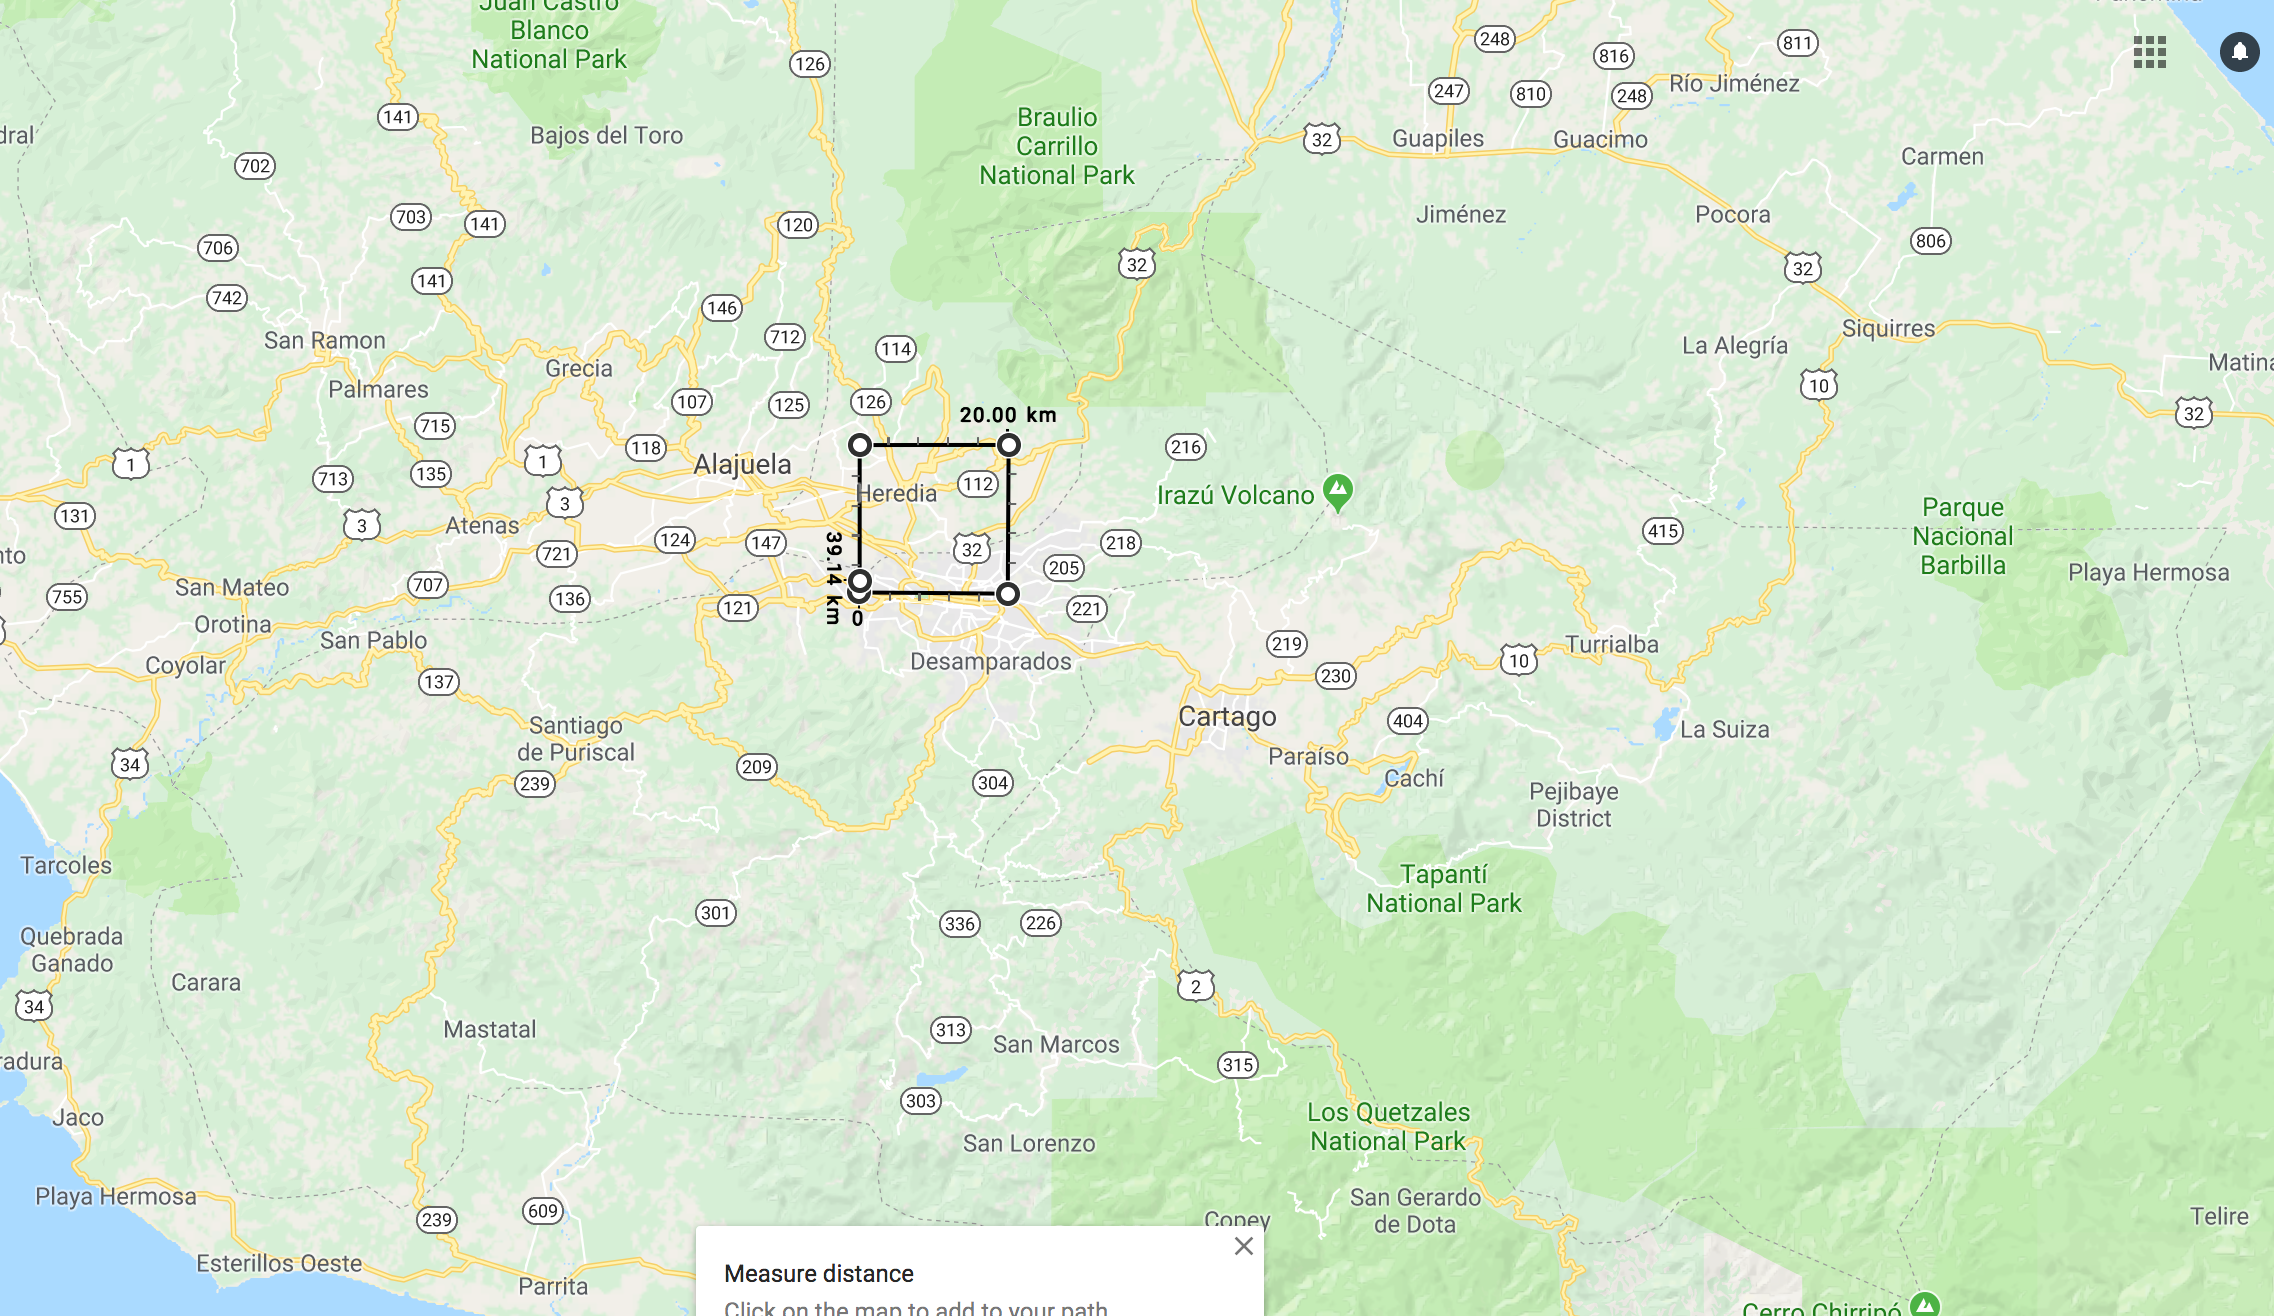 Juan Castro
Blanco
National Park
126
248
811
816
Río Jiménez
247
810
248
141
Bajos del Toro
Braulio
Carrillo
National Park
32
Guapiles
Guacimo
Carmen
702
703
141
120
Jiménez
Pocora
806
706
742
141
32
32
146
712
114
San Ramon
Siquirres
La Alegría
Grecia
Palmares
107
125
126
10
Matina
32
715
20.00 km
118
216
1
1
713
135
Alajuela
112
Heredia
Irazú Volcano
3
131
3
Atenas
124
147
32
218
415
Parque
Nacional
Barbilla
721
205
39.14 km
Playa Hermosa
San Mateo
707
755
136
121
0
221
Orotina
San Pablo
219
Turrialba
Coyolar
Desamparados
10
230
137
Cartago
404
La Suiza
Santiago
de Puriscal
34
239
209
304
Paraíso
Cachí
Pejibaye
District
Tarcoles
Tapantí
National Park
301
336
226
Quebrada
Ganado
Carara
2
34
Mastatal
313
San Marcos
315
303
Jaco
Los Quetzales
National Park
San Lorenzo
Playa Hermosa
San Gerardo
de Dota
609
239
Copey
Telire
Esterillos Oeste
Parrita
Measure distance
Click on the map to add to your path
Cerro Chirripó